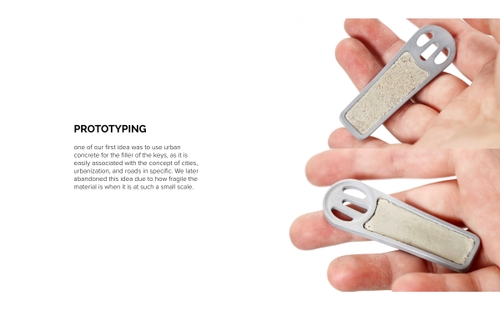 PROTOTYPING
one of our first idea was to use urban
concrete for the filler of the keys, as it is
easily associated with the concept of cities,
urbanization, and roads in specific. We later
abandoned this idea due to how fragile the
material is when it is at such a small scale.